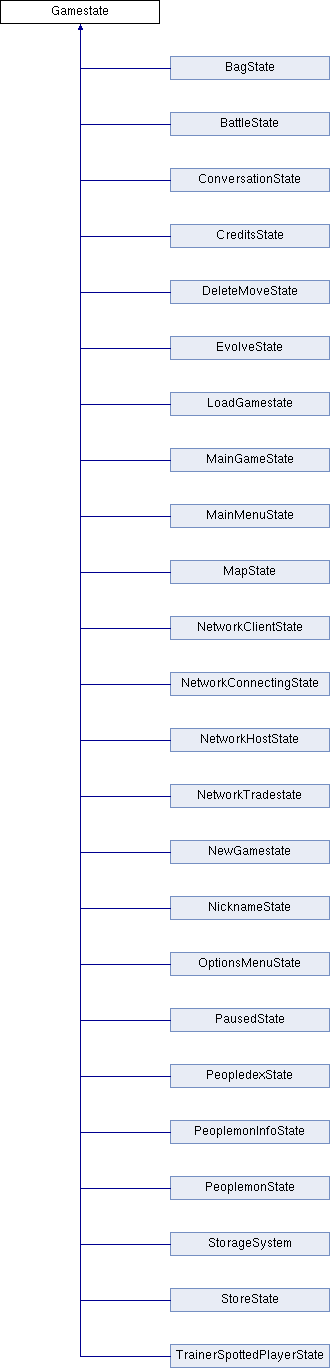 Gamestate
BagState
BattleState
ConversationState
CreditsState
DeleteMoveState
EvolveState
LoadGamestate
MainGameState
MainMenuState
MapState
NetworkClientState
NetworkConnectingState
NetworkHostState
NetworkTradestate
NewGamestate
NicknameState
OptionsMenuState
PausedState
PeopledexState
PeoplemonInfoState
PeoplemonState
StorageSystem
StoreState
TrainerSpottedPlayerState